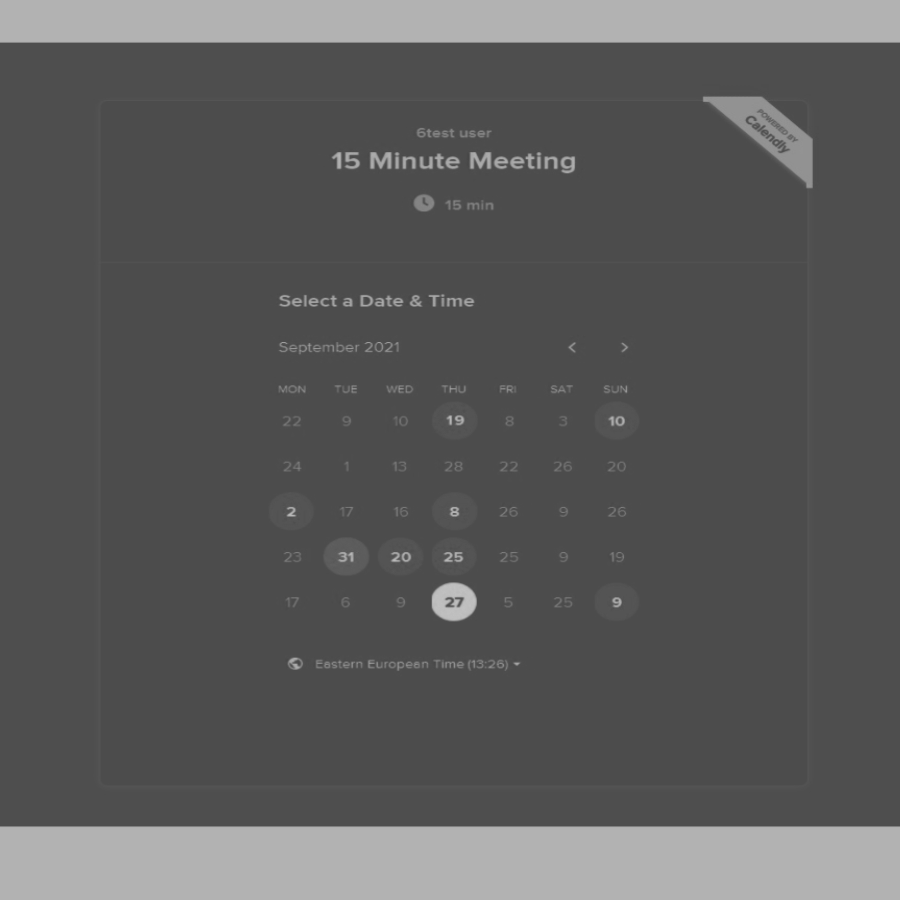 POWERED BY
Calendly
6test user
15 Minute Meeting
15 min
Select a Date & Time
September 2021
MON TUE WED THU FRI SAT SUN
22 9 10 19 8 3 10
24 1 13 28 22 26 20
2 17 16 8 26 9 26
23 31 20 25 25 9 19
17 6 9 27 5 25 9
Eastern European Time (13:26)